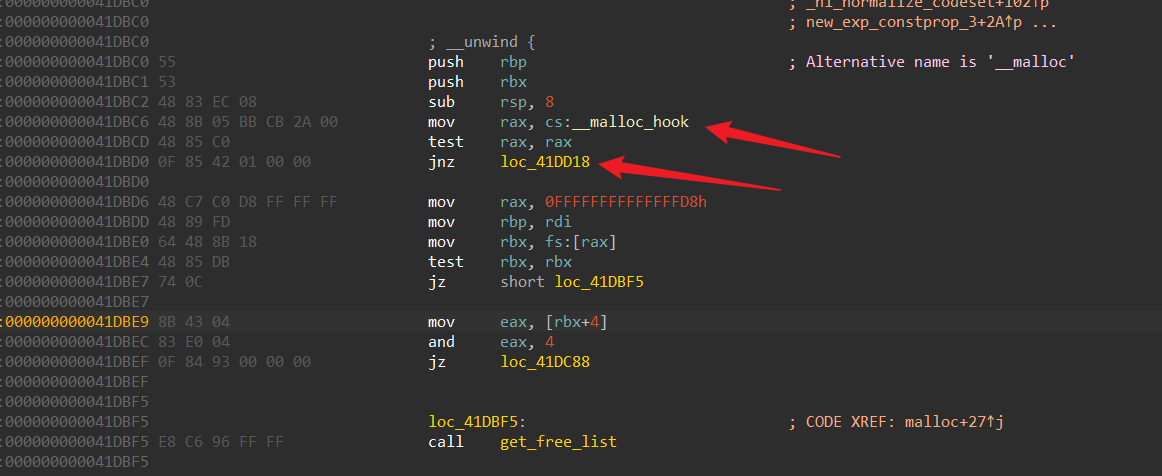 :000000000041DBC0 ; _nl_normalize_codeset+102↑p
:000000000041DBC0 ; new_exp_constprop_3+2A↑p ...
:000000000041DBC0 ; __unwind {
:000000000041DBC0 55 push rbp ; Alternative name is '__malloc'
:000000000041DBC1 53 push rbx
:000000000041DBC2 48 83 EC 08 sub rsp, 8
:000000000041DBC6 48 8B 05 BB CB 2A 00 mov rax, cs:__malloc_hook
:000000000041DBCD 48 85 C0 test rax, rax
:000000000041DBD0 0F 85 42 01 00 00 jnz loc_41DD18
:000000000041DBD0
:000000000041DBD6 48 C7 C0 D8 FF FF FF mov rax, 0FFFFFFFFFFFFFFD8h
:000000000041DBDD 48 89 FD mov rbp, rdi
:000000000041DBE0 64 48 8B 18 mov rbx, fs:[rax]
:000000000041DBE4 48 85 DB test rbx, rbx
:000000000041DBE7 74 0C jz short loc_41DBF5
:000000000041DBE7
:000000000041DBE9 8B 43 04 mov eax, [rbx+4]
:000000000041DBEC 83 E0 04 and eax, 4
:000000000041DBEF 0F 84 93 00 00 00 jz loc_41DC88
:000000000041DBEF
:000000000041DBF5
:000000000041DBF5 loc_41DBF5: ; CODE XREF: malloc+27↑j
:000000000041DBF5 E8 C6 96 FF FF call get_free_list
:000000000041DBF5